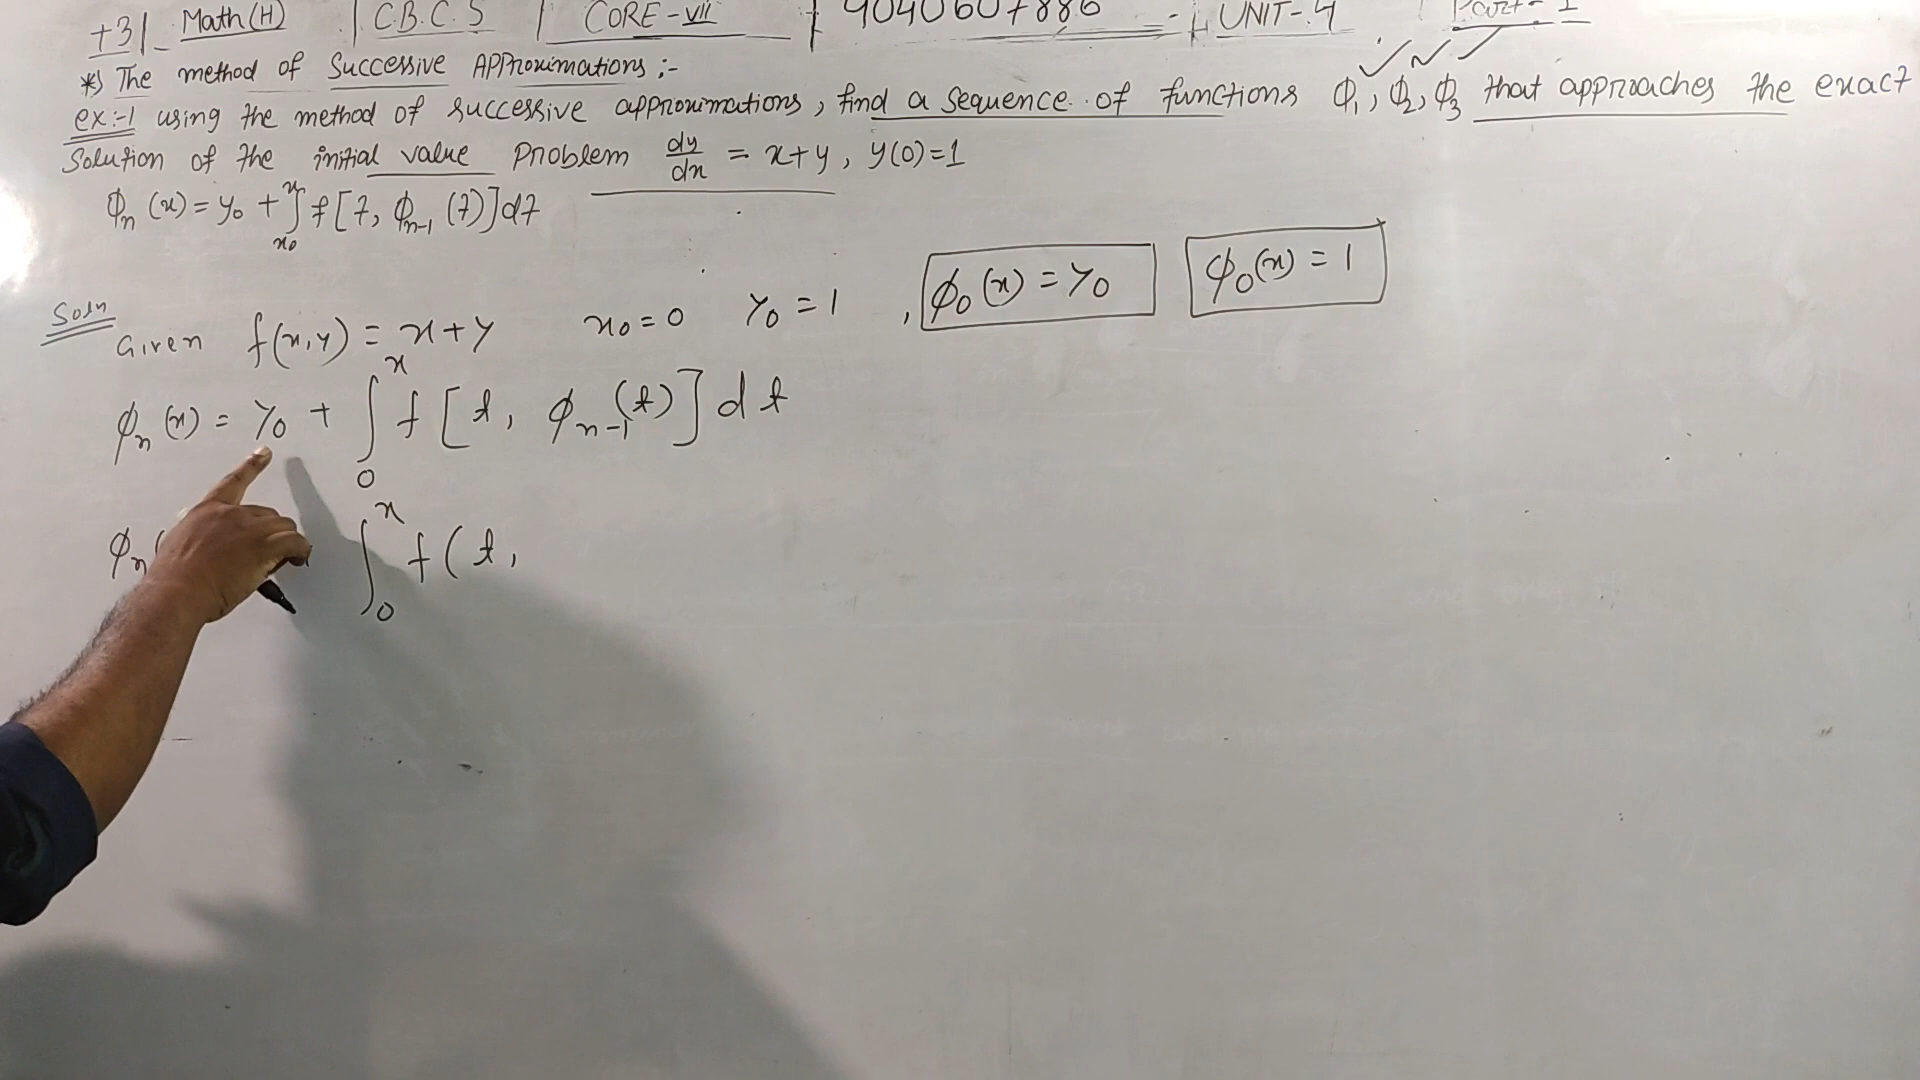 +3 | Math (H) | C.B.C.S | CORE - VII | UNIT - 4
*) The method of Successive Approximations :-
ex:-1 using the method of successive approximations, find a sequence of functions ϕ₁, ϕ₂, ϕ₃ that approaches the exact
Solution of the initial value problem dy/dx = x+y, y(0)=1
ϕₙ(x) = y₀ + ∫ₓ₀ˣ f[t, ϕₙ₋₁(t)]dt
Soln
Given f(x,y) = x+y x₀=0 y₀=1 , ϕ₀(x) = y₀ ϕ₀(x) = 1
ϕₙ(x) = y₀ + ∫₀ˣ f[t, ϕₙ₋₁(t)]dt
ϕₙ( ∫₀ˣ f(t,